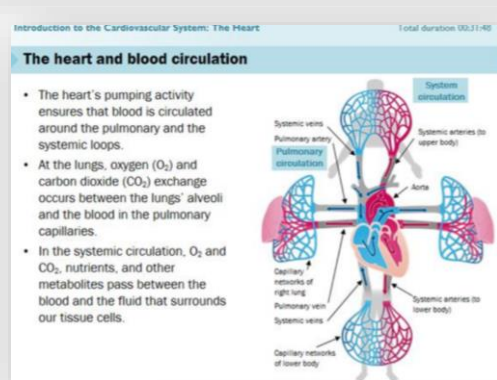 Introduction to the Cardiovascular System: The Heart
Total duration 00:31:48
The heart and blood circulation
• The heart's pumping activity
ensures that blood is circulated
around the pulmonary and the
systemic loops.
• At the lungs, oxygen (O₂) and
carbon dioxide (CO₂) exchange
occurs between the lungs' alveoli
and the blood in the pulmonary
capillaries.
• In the systemic circulation, O₂ and
CO₂, nutrients, and other
metabolites pass between the
blood and the fluid that surrounds
our tissue cells.
System
circulation
Systemic veins
Pulmonary artery
Pulmonary
circulation
Systemic arteries (to
upper body)
Aorta
Capillary
networks of
right lung
Pulmonary vein
Systemic veins
Systemic arteries (to
lower body)
Capillary networks
of lower body